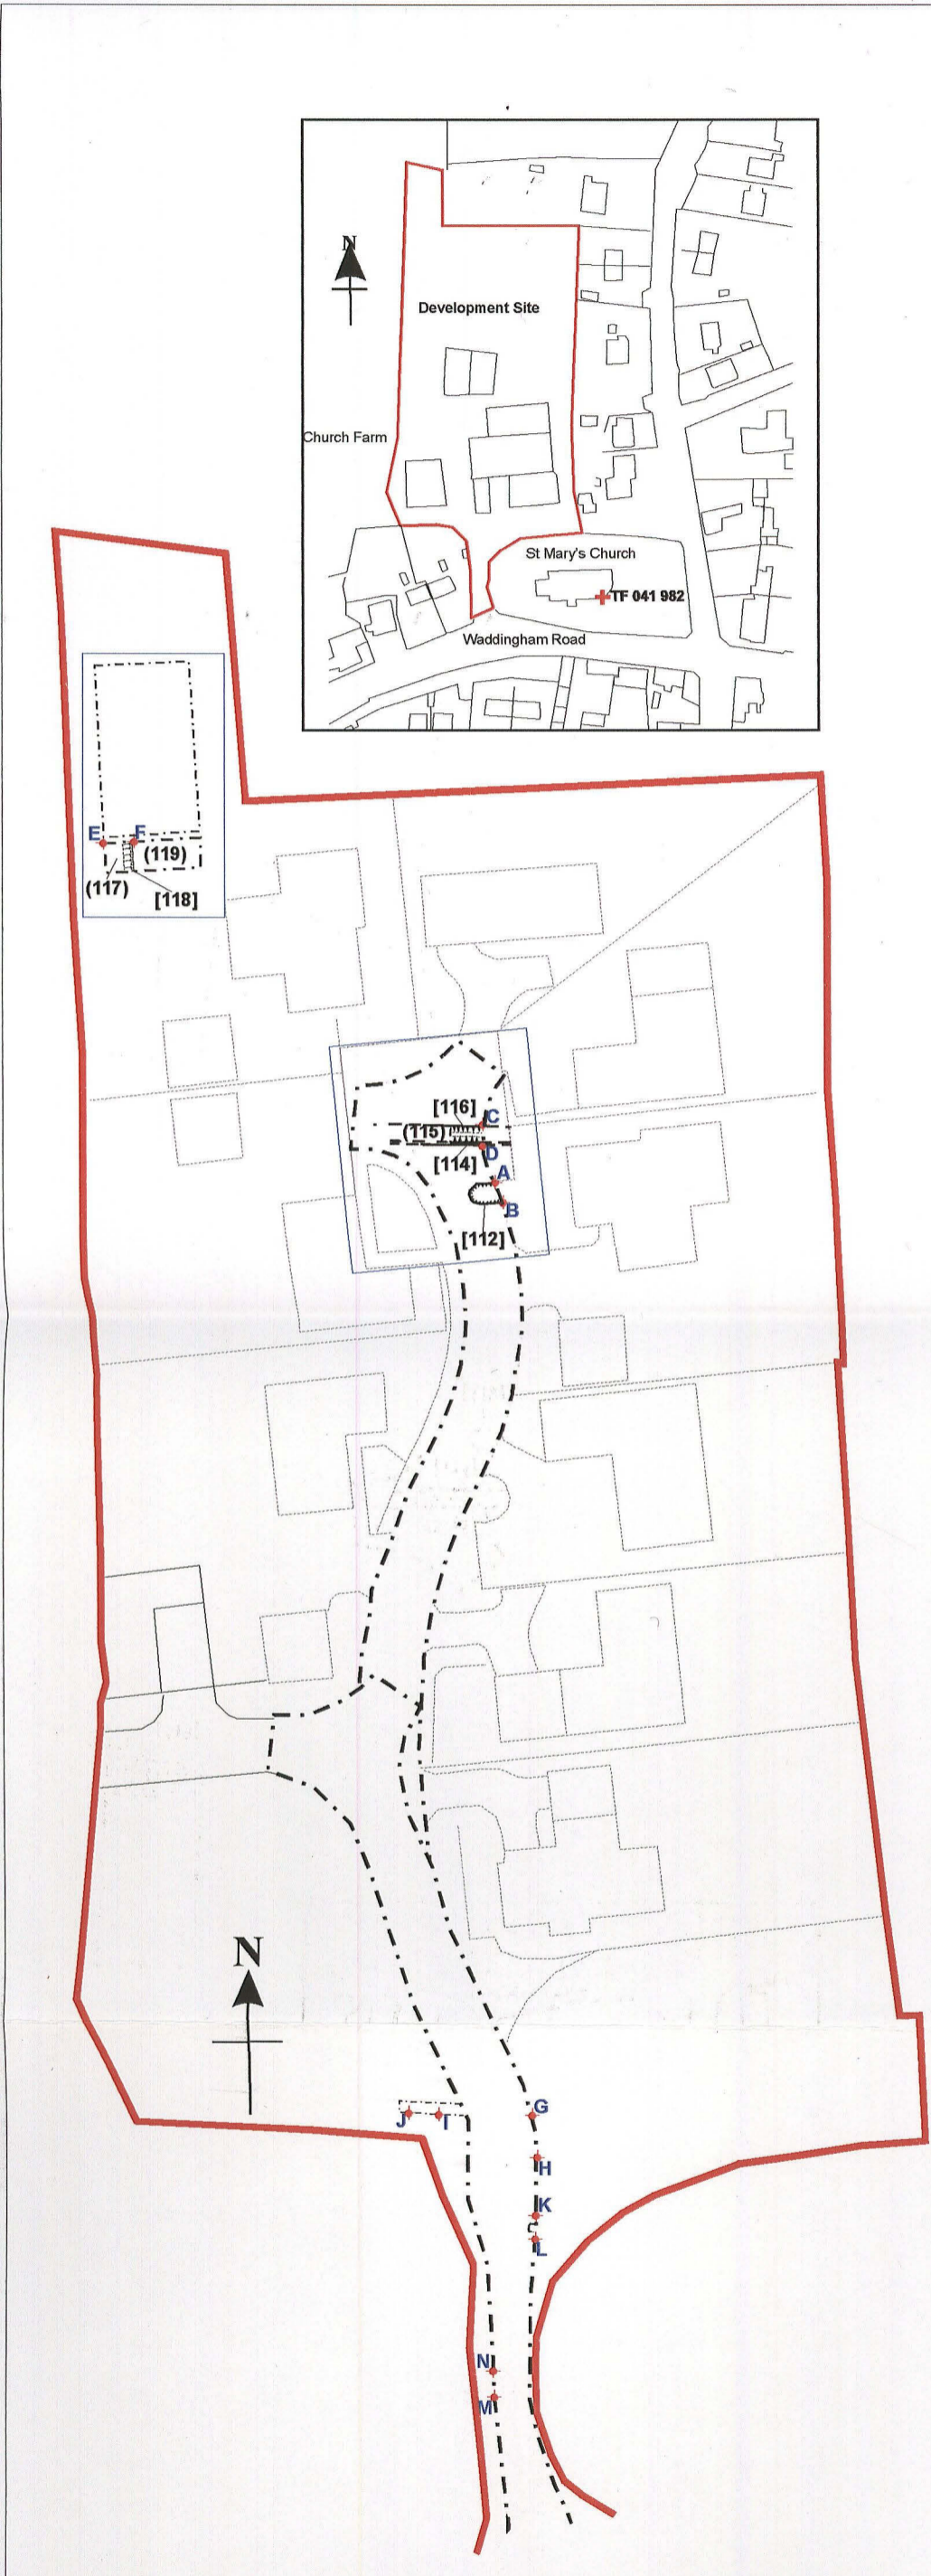 N
Development Site
Church Farm
St Mary's Church
TF 041 982
Waddingham Road
E F
(119)
(117)
[118]
[116]
C
(115)
D
[114]
A
B
[112]
N
G
J I
H
K
L
N
M